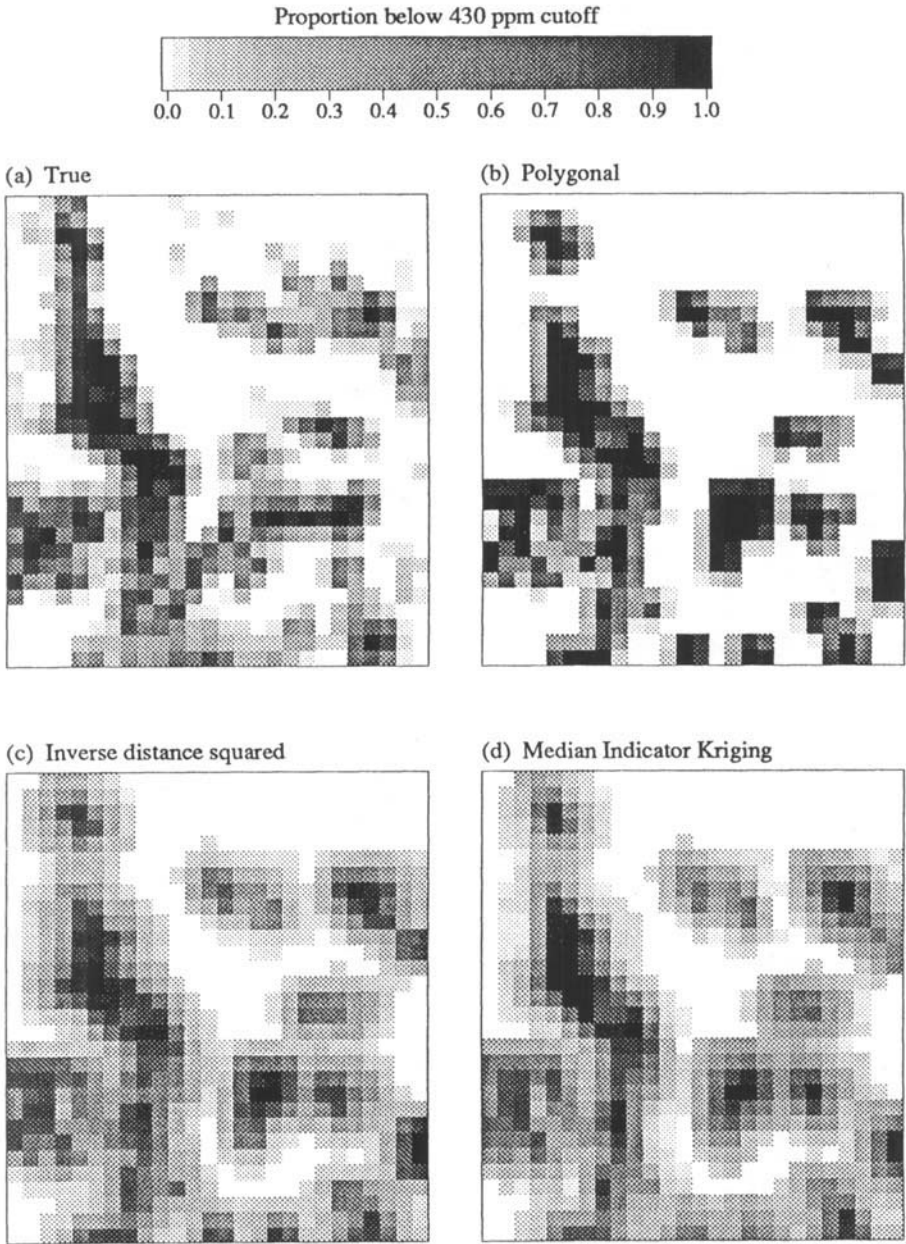 Proportion below 430 ppm cutoff
0.0 0.1 0.2 0.3 0.4 0.5 0.6 0.7 0.8 0.9 1.0
(a) True
(b) Polygonal
(c) Inverse distance squared
(d) Median Indicator Kriging